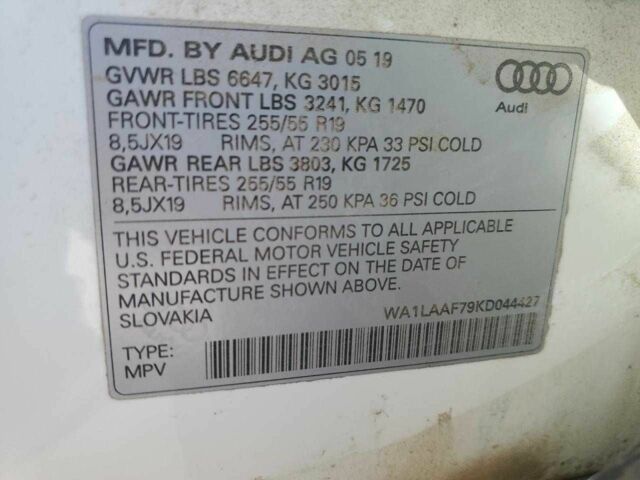 MFD. BY AUDI AG 05 19
GVWR LBS 6647, KG 3015
GAWR FRONT LBS 3241, KG 1470
FRONT-TIRES 255/55 R19
8,5JX19 RIMS, AT 230 KPA 33 PSI COLD
GAWR REAR LBS 3803, KG 1725
REAR-TIRES 255/55 R19
8,5JX19 RIMS, AT 250 KPA 36 PSI COLD
Audi
THIS VEHICLE CONFORMS TO ALL APPLICABLE
U.S. FEDERAL MOTOR VEHICLE SAFETY
STANDARDS IN EFFECT ON THE DATE OF
MANUFACTURE SHOWN ABOVE.
SLOVAKIA
WA1LAAF79KD044427
TYPE:
MPV